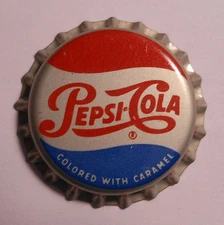 PEPSI-COLA
®
COLORED WITH CARAMEL